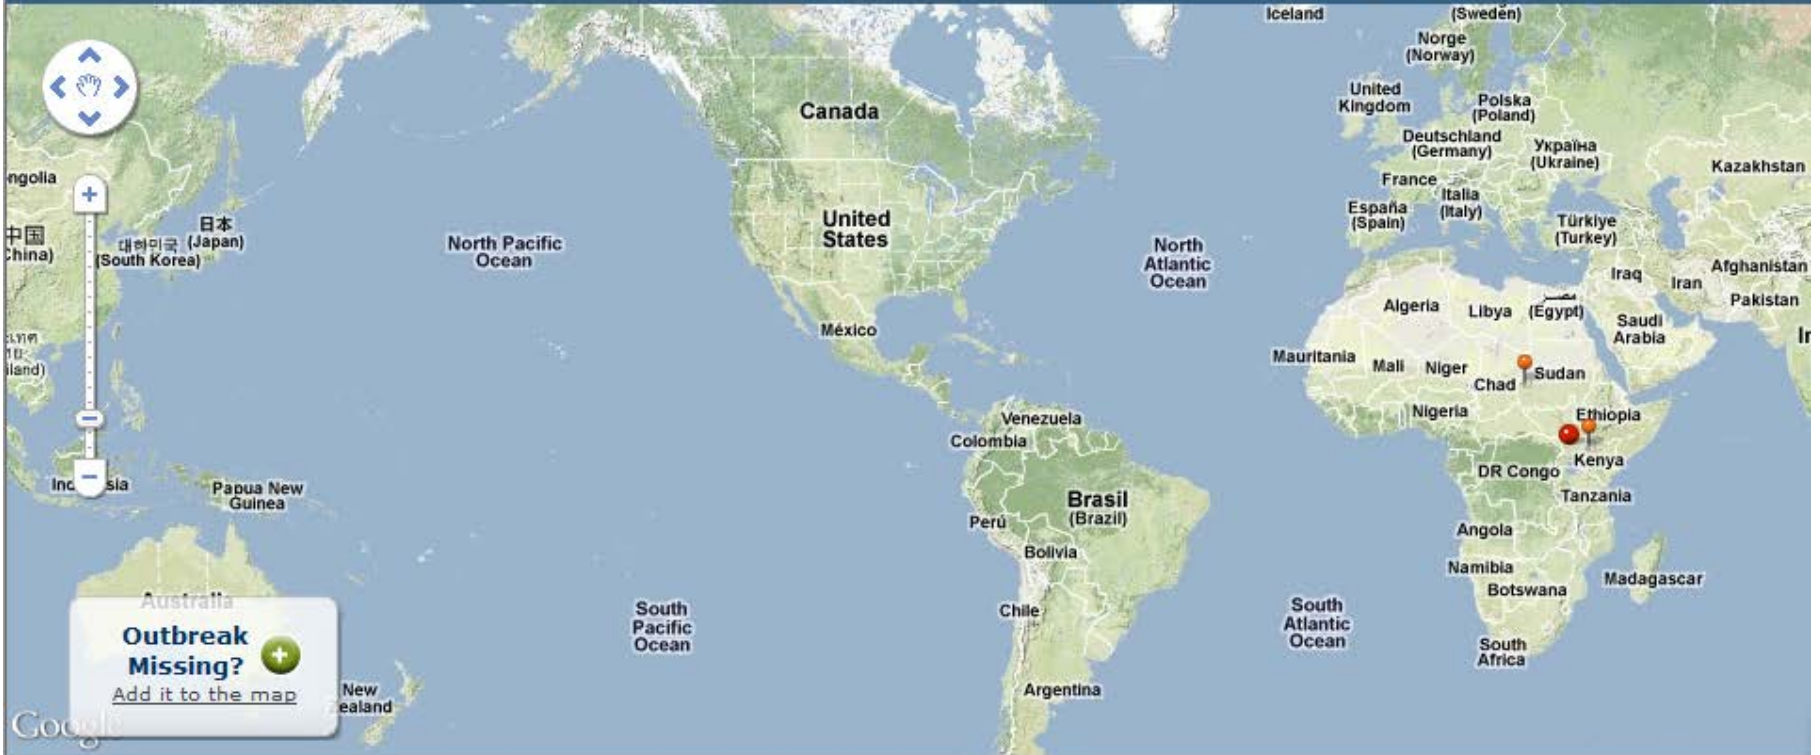 Iceland
(Sweden)
Norge
(Norway)
United
Kingdom
Polska
(Poland)
Canada
Deutschland
(Germany)
Україна
(Ukraine)
Kazakhstan
ngolia
France
Italia
(Italy)
España
(Spain)
日本
(Japan)
United
States
Türkiye
(Turkey)
中国
China)
대한민국
(South Korea)
North Pacific
Ocean
North
Atlantic
Ocean
Iraq
Iran
Afghanistan
Pakistan
Algeria
Libya
مصر
(Egypt)
Saudi
Arabia
México
In
iland)
Mauritania
Mali
Niger
Chad
Sudan
Nigeria
Ethiopia
Venezuela
Colombia
Kenya
DR Congo
Tanzania
Papua New
Guinea
Brasil
(Brazil)
Perú
Angola
Bolivia
Namibia
Botswana
Madagascar
Australia
Chile
South
Pacific
Ocean
South
Atlantic
Ocean
South
Africa
Outbreak
Missing?
Add it to the map
New
Zealand
Argentina
Google